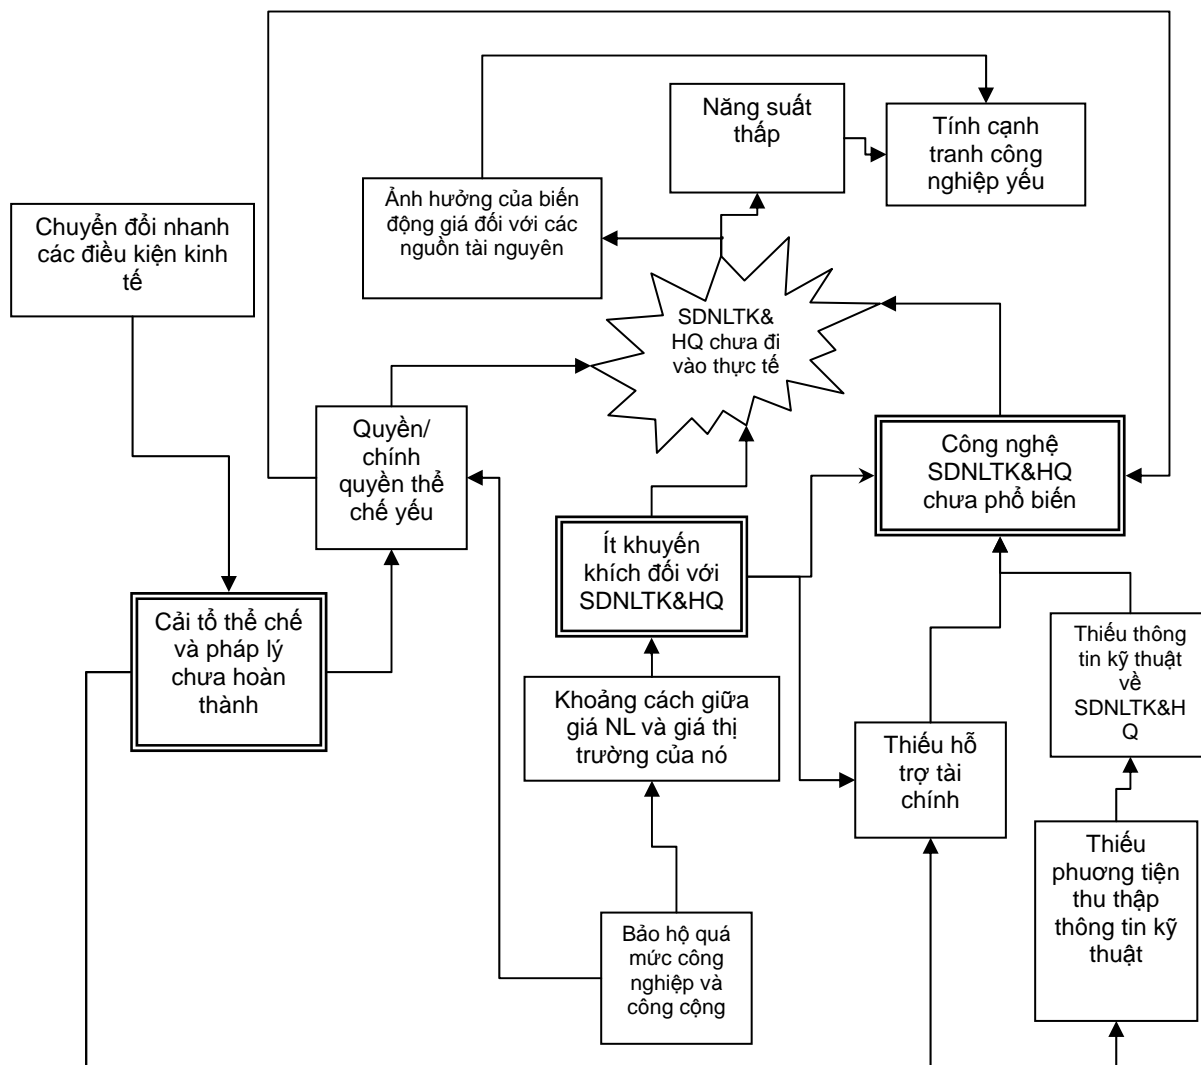 Năng suất
thấp
Tính cạnh
tranh công
nghiệp yếu
Ảnh hưởng của biến
động giá đối với các
nguồn tài nguyên
Chuyển đổi nhanh
các điều kiện kinh
tế
SDNLTK&
HQ chưa đi
vào thực tế
Quyền/
chính
quyền thể
chế yếu
Công nghệ
SDNLTK&HQ
chưa phổ biến
Ít khuyến
khích đối với
SDNLTK&HQ
Cải tổ thể chế
và pháp lý
chưa hoàn
thành
Thiếu thông
tin kỹ thuật
về
SDNLTK&H
Q
Khoảng cách giữa
giá NL và giá thị
trường của nó
Thiếu hỗ
trợ tài
chính
Thiếu
phương tiện
thu thập
thông tin kỹ
thuật
Bảo hộ quá
mức công
nghiệp và
công cộng